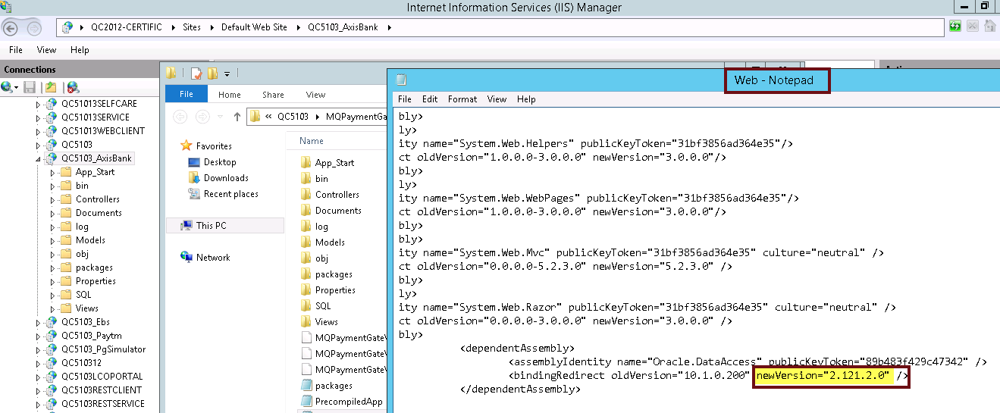 Internet Information Services (IIS) Manager
QC2012-CERTIFIC Sites Default Web Site QC5103_AxisBank
File View Help
Connections
QC51013SELFCARE
QC51013SERVICE
QC51013WEBCLIENT
QC5103
QC5103_AxisBank
App_Start
bin
Controllers
Documents
log
Models
obj
packages
Properties
SQL
Views
QC5103_Ebs
QC5103_Paytm
QC5103_PgSimulator
QC510312
QC5103LCOPORTAL
QC5103RESTCLIENT
QC5103RESTSERVICE
File Home Share View
« QC5103 MQPaymentGa
Favorites
Desktop
Downloads
Recent places
This PC
Network
Name
App_Start
bin
Controllers
Documents
log
Models
obj
packages
Properties
SQL
Views
MQPaymentGate
MQPaymentGate
MQPaymentGate
packages
PrecompiledApp
Web - Notepad
File Edit Format View Help
bly>
ly>
ity name="System.Web.Helpers" publicKeyToken="31bf3856ad364e35"/>
ct oldVersion="1.0.0.0-3.0.0.0" newVersion="3.0.0.0"/>
bly>
ly>
ity name="System.Web.WebPages" publicKeyToken="31bf3856ad364e35"/>
ct oldVersion="1.0.0.0-3.0.0.0" newVersion="3.0.0.0"/>
bly>
bly>
ity name="System.Web.Mvc" publicKeyToken="31bf3856ad364e35" culture="neutral" />
ct oldVersion="0.0.0.0-5.2.3.0" newVersion="5.2.3.0" />
bly>
ly>
ity name="System.Web.Razor" publicKeyToken="31bf3856ad364e35" culture="neutral" />
ct oldVersion="0.0.0.0-3.0.0.0" newVersion="3.0.0.0" />
bly>
<dependentAssembly>
<assemblyIdentity name="Oracle.DataAccess" publicKeyToken="89b483f429c47342" />
<bindingRedirect oldVersion="10.1.0.200" newVersion="2.121.2.0" />
</dependentAssembly>